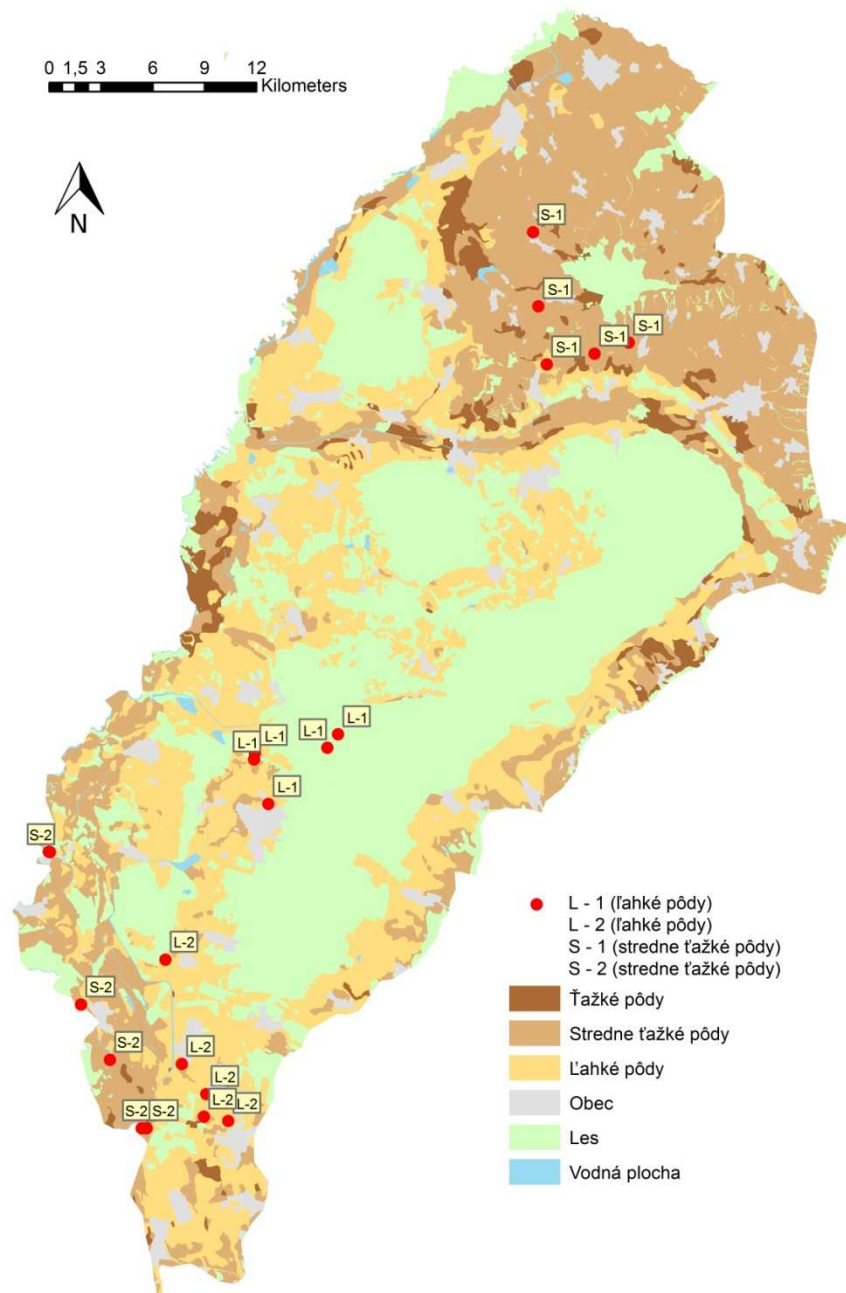 0 1,5 3 6 9 12
Kilometers
N
S-1
S-1
S-1
S-1
S-1
L-1
L-1
L-1
L-1
L-1
S-2
L-2
S-2
S-2
L-2
L-2
L-2
L-2
S-2
S-2
L - 1 (ľahké pôdy)
L - 2 (ľahké pôdy)
S - 1 (stredne ťažké pôdy)
S - 2 (stredne ťažké pôdy)
Ťažké pôdy
Stredne ťažké pôdy
Ľahké pôdy
Obec
Les
Vodná plocha